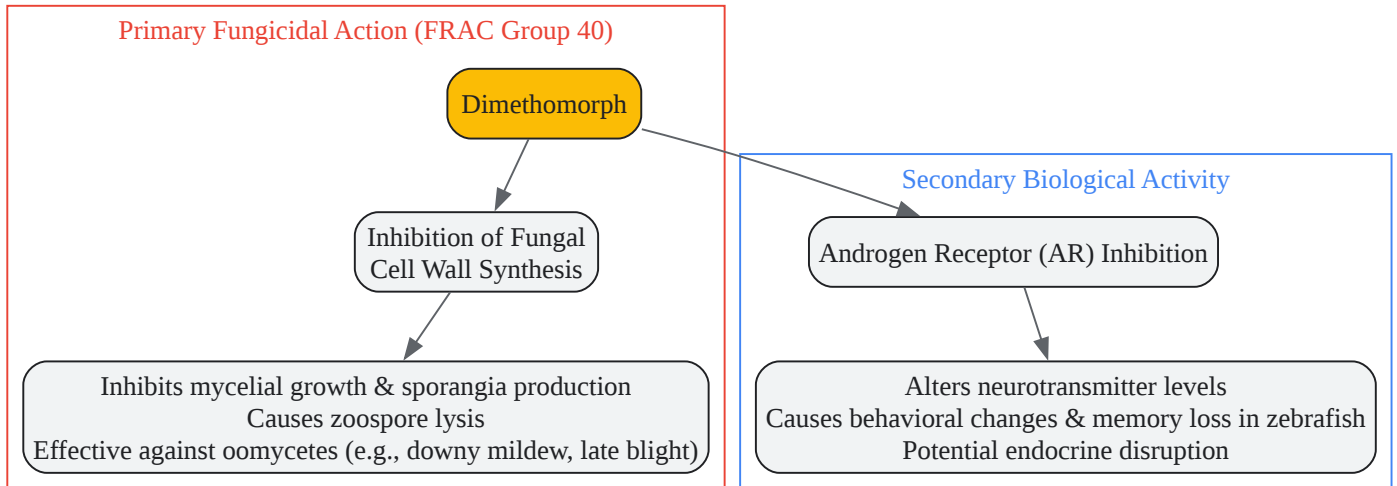 Primary Fungicidal Action (FRAC Group 40)
Dimethomorph
Inhibition of Fungal
Cell Wall Synthesis
Inhibits mycelial growth & sporangia production
Causes zoospore lysis
Effective against oomycetes (e.g., downy mildew, late blight)
Secondary Biological Activity
Androgen Receptor (AR) Inhibition
Alters neurotransmitter levels
Causes behavioral changes & memory loss in zebrafish
Potential endocrine disruption